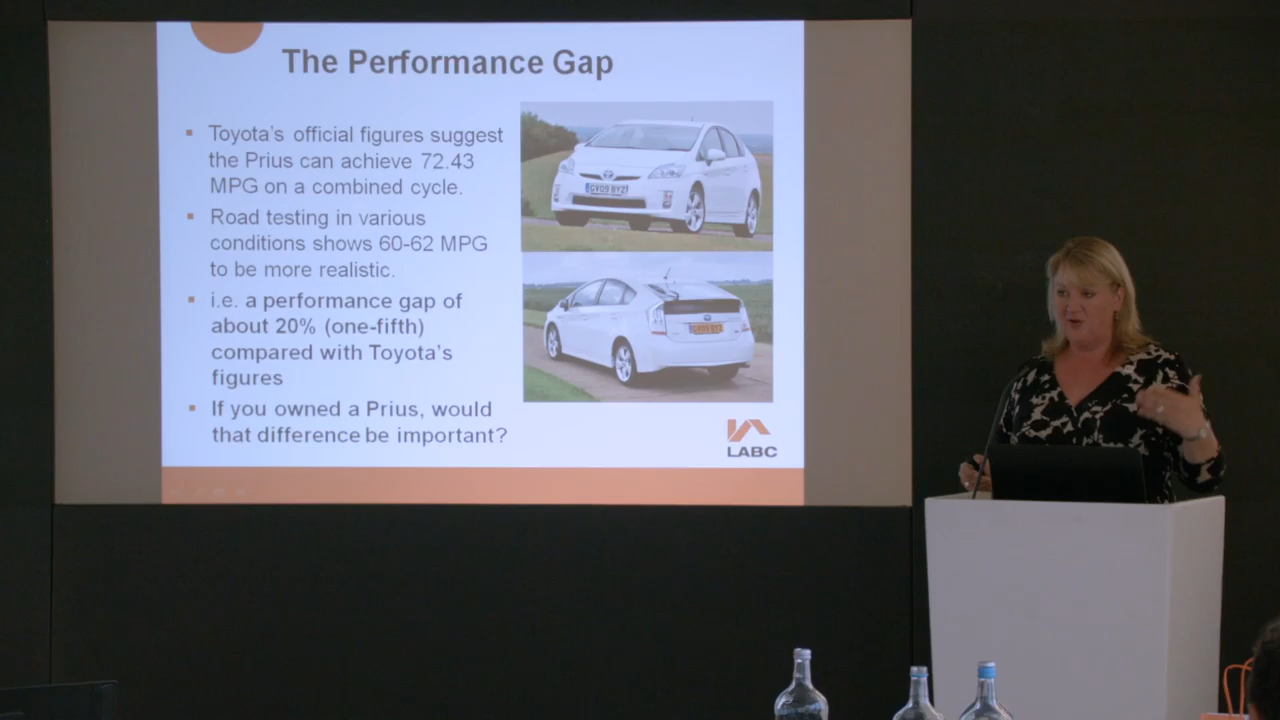 The Performance Gap
Toyota's official figures suggest
the Prius can achieve 72.43
MPG on a combined cycle.
Road testing in various
conditions shows 60-62 MPG
to be more realistic.
i.e. a performance gap of
about 20% (one-fifth)
compared with Toyota's
figures
If you owned a Prius, would
that difference be important?
GV09 BYZ
LABC